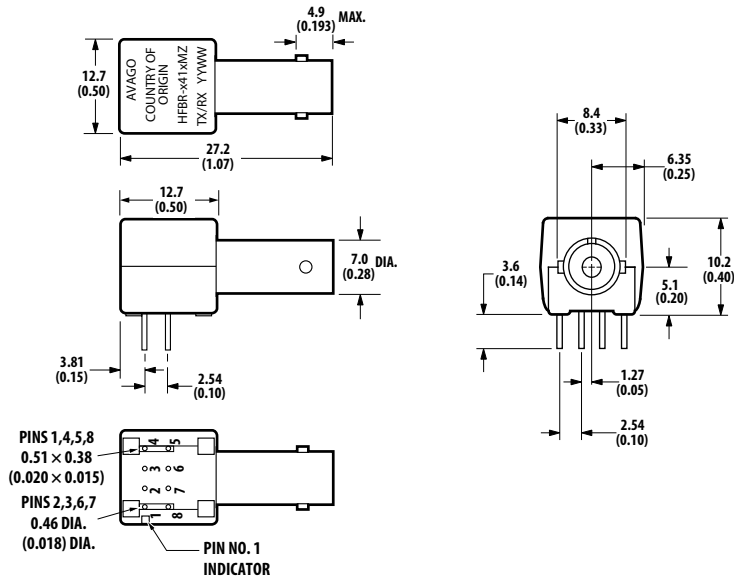 4.9
(0.193) MAX.
12.7
(0.50)
AVAGO
COUNTRY OF
ORIGIN
HFBR-x41xMZ
TX/RX YYWW
27.2
(1.07)
8.4
(0.33)
6.35
(0.25)
12.7
(0.50)
7.0 DIA.
(0.28)
3.6
(0.14)
10.2
(0.40)
5.1
(0.20)
3.81
(0.15)
2.54
(0.10)
1.27
(0.05)
2.54
(0.10)
PINS 1,4,5,8
0.51 × 0.38
(0.020 × 0.015)
PINS 2,3,6,7
0.46 DIA.
(0.018) DIA.
4 5
3 6
2 7
1 8
PIN NO. 1
INDICATOR